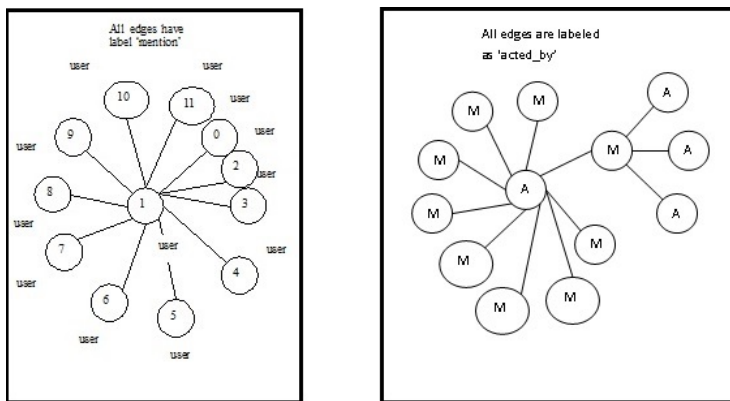 All edges have
label 'mention'
user
user
10
11
user
user
9
0
user
2
user
8
1
3
user
user
7
4
user
user
6
5
user
user
All edges are labeled
as 'acted_by'
A
M
M
M
M
A
A
M
A
M
M
M
M
M